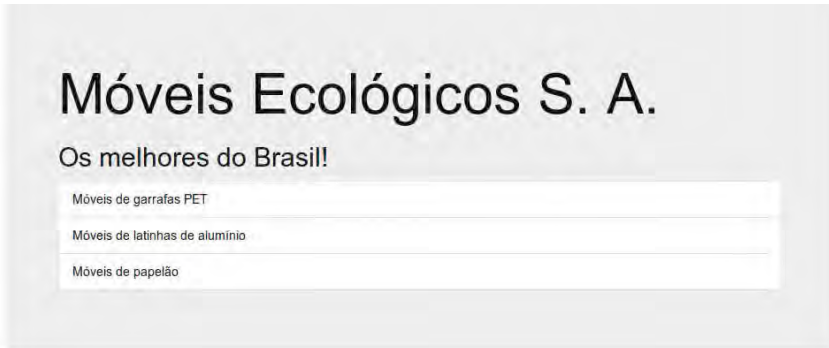 Móveis Ecológicos S. A.
Os melhores do Brasil!
Móveis de garrafas PET
Móveis de latinhas de alumínio
Móveis de papelão